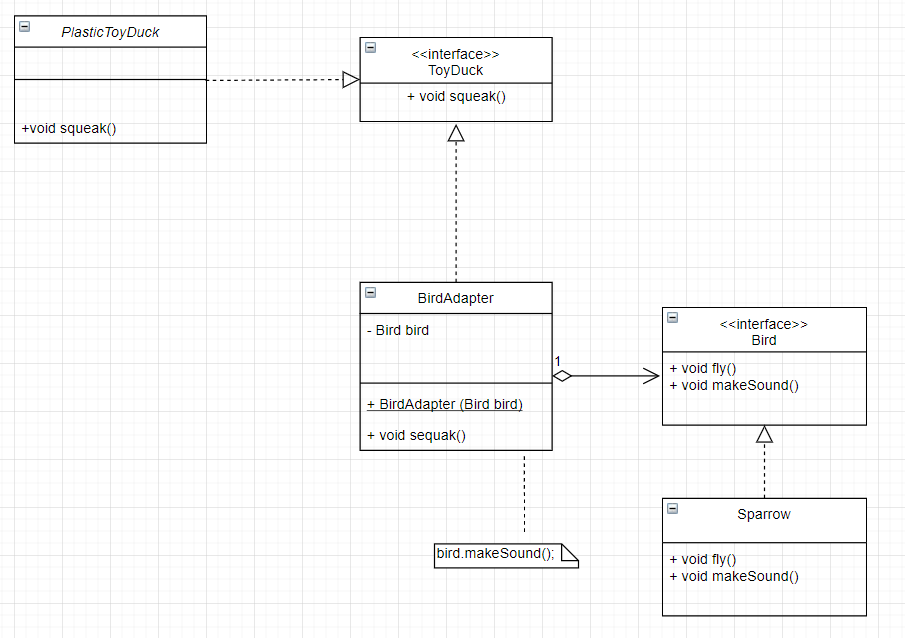 PlasticToyDuck
+void squeak()
<<interface>>
ToyDuck
+ void squeak()
BirdAdapter
- Bird bird
+ BirdAdapter (Bird bird)
+ void sequak()
1
<<interface>>
Bird
+ void fly()
+ void makeSound()
bird.makeSound();
Sparrow
+ void fly()
+ void makeSound()